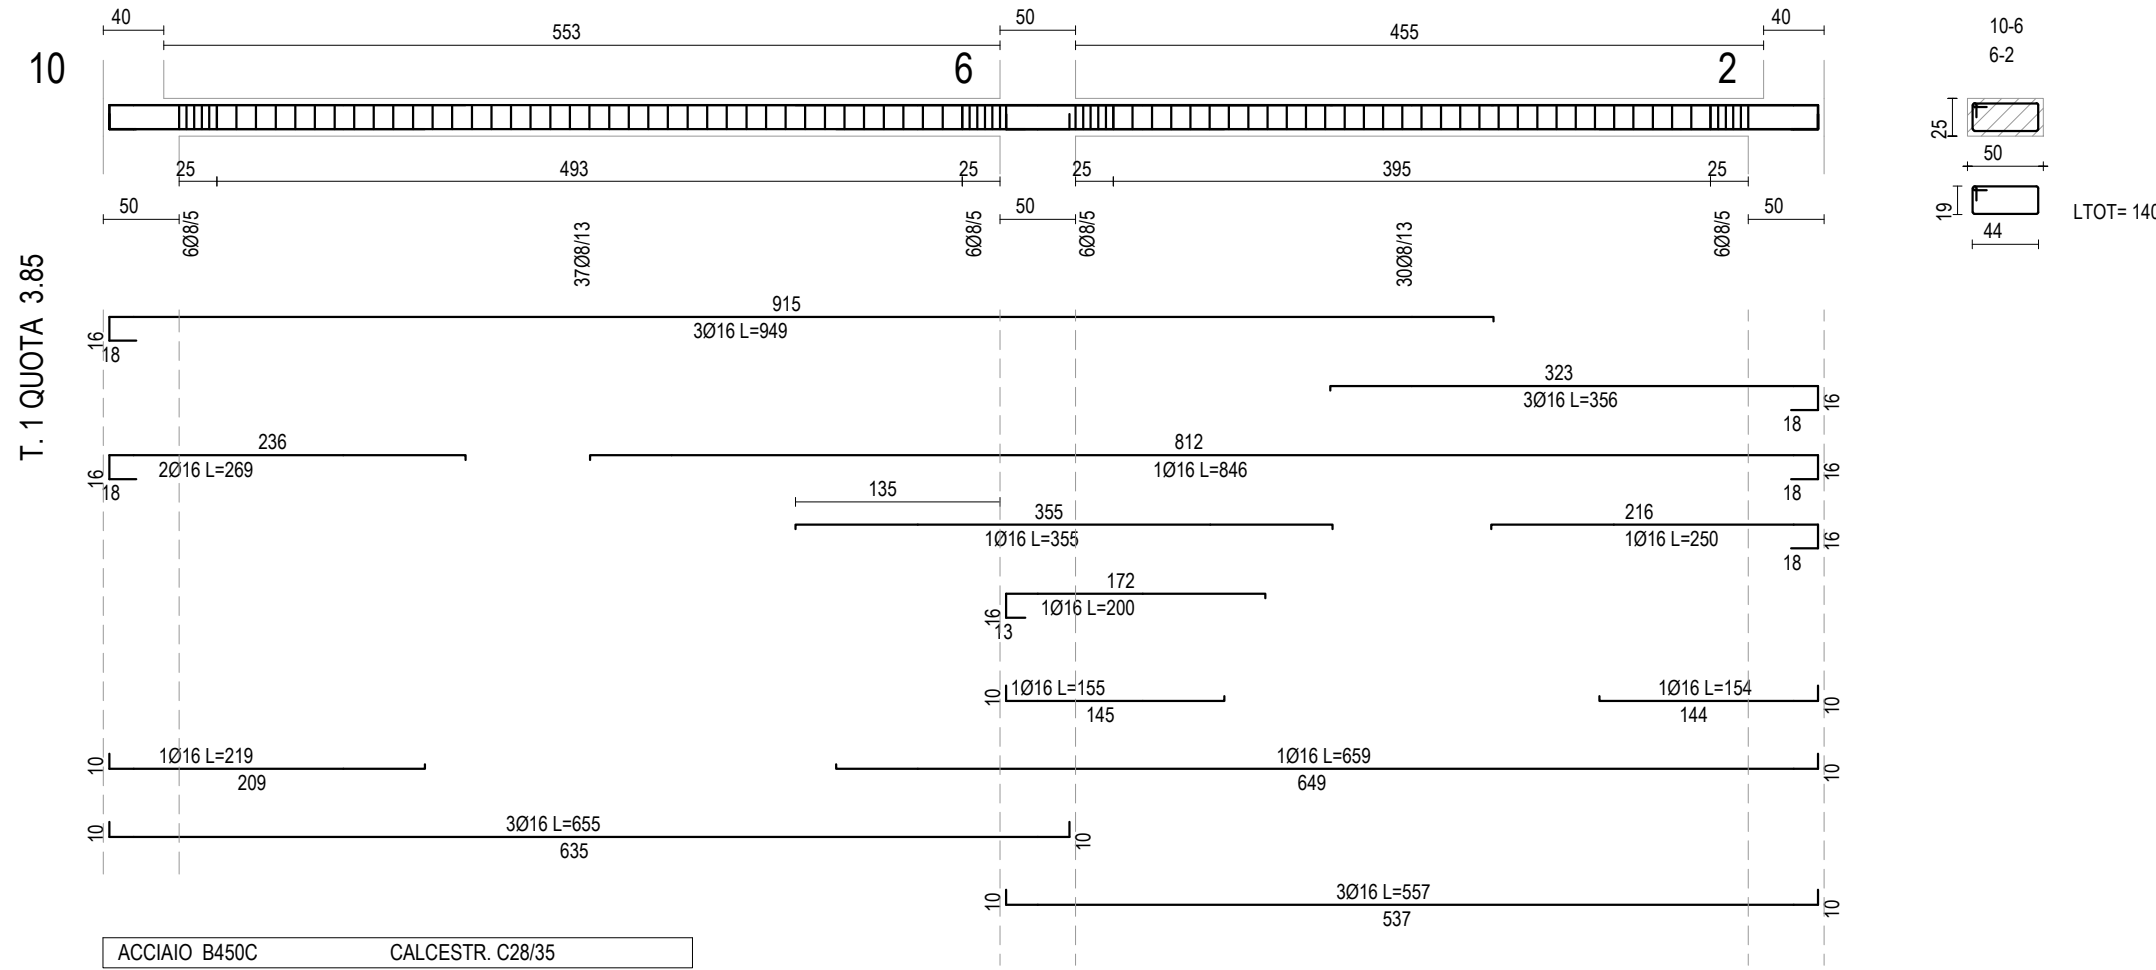 40
50
40
10-6
553
455
6-2
10
6
2
25
50
25
493
25
25
395
25
19
44
LTOT= 140
50
50
50
6Ø8/5
37Ø8/13
6Ø8/5
6Ø8/5
30Ø8/13
6Ø8/5
T. 1 QUOTA 3.85
915
3Ø16 L=949
16
18
323
3Ø16 L=356
16
18
236
2Ø16 L=269
16
18
812
1Ø16 L=846
16
18
135
355
1Ø16 L=355
216
1Ø16 L=250
16
18
172
1Ø16 L=200
16
13
10
1Ø16 L=155
145
1Ø16 L=154
144
10
10
1Ø16 L=219
209
1Ø16 L=659
649
10
10
3Ø16 L=655
635
10
10
3Ø16 L=557
537
10
ACCIAIO B450C CALCESTR. C28/35